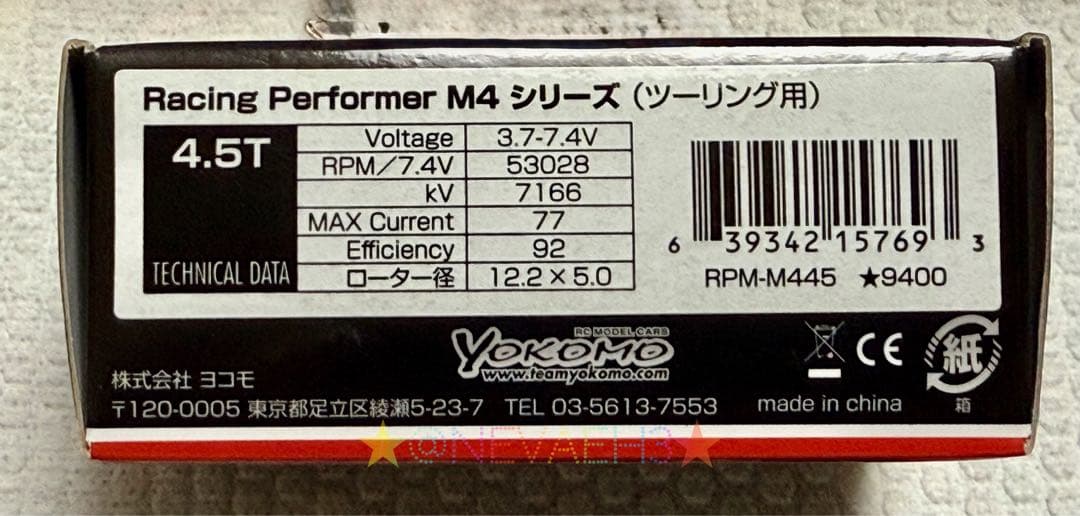 Racing Performer M4 シリーズ（ツーリング用）
4.5T
TECHNICAL DATA
Voltage 3.7-7.4V
RPM／7.4V 53028
kV 7166
MAX Current 77
Efficiency 92
ローター径 12.2×5.0
6 39342 15769 3
RPM-M445 ★9400
RC MODEL CARS
YOKOMO
www.teamyokomo.com
CE
紙
箱
株式会社 ヨコモ
〒120-0005 東京都足立区綾瀬5-23-7 TEL 03-5613-7553
made in china
★@NEVAEH3★